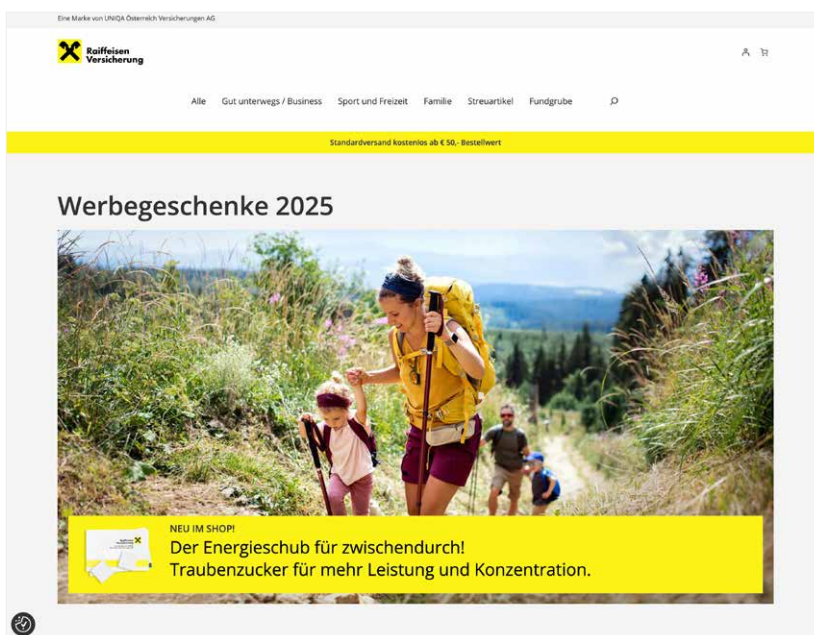 Eine Marke von UNIQA Österreich Versicherungen AG
Raiffeisen
Versicherung
Alle Gut unterwegs / Business Sport und Freizeit Familie Streuartikel Fundgrube
Standardversand kostenlos ab € 50,- Bestellwert
Werbegeschenke 2025
NEU IM SHOP!
Der Energieschub für zwischendurch!
Traubenzucker für mehr Leistung und Konzentration.